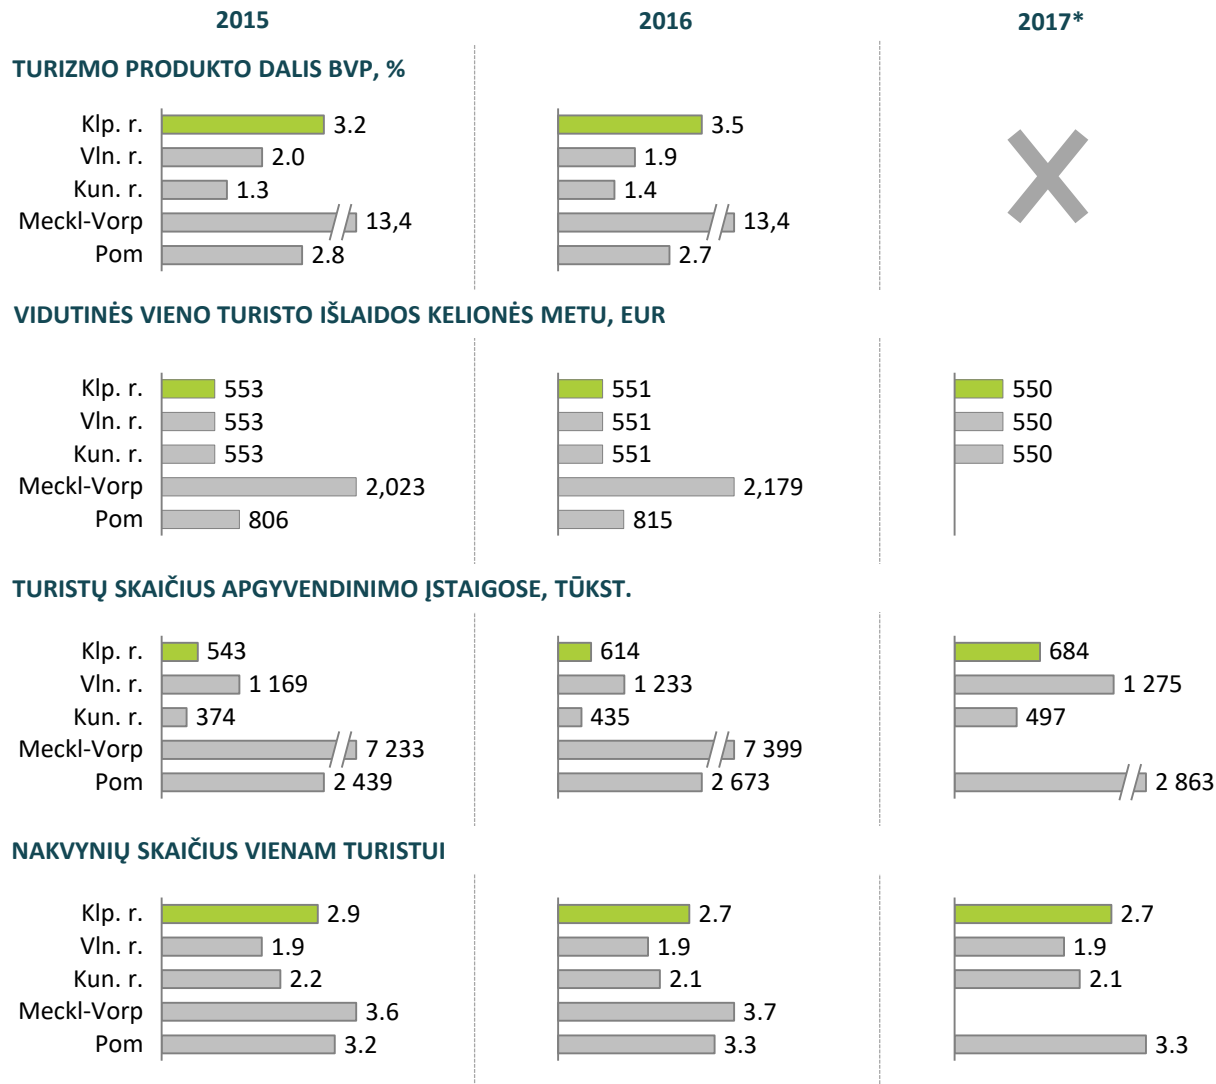 2015 2016 2017*
TURIZMO PRODUKTO DALIS BVP, %
Klp. r. 3.2 3.5
Vln. r. 2.0 1.9
Kun. r. 1.3 1.4
Meckl-Vorp 13,4 13,4
Pom 2.8 2.7
VIDUTINĖS VIENO TURISTO IŠLAIDOS KELIONĖS METU, EUR
Klp. r. 553 551 550
Vln. r. 553 551 550
Kun. r. 553 551 550
Meckl-Vorp 2,023 2,179
Pom 806 815
TURISTŲ SKAIČIUS APGYVENDINIMO ĮSTAIGOSE, TŪKST.
Klp. r. 543 614 684
Vln. r. 1 169 1 233 1 275
Kun. r. 374 435 497
Meckl-Vorp 7 233 7 399
Pom 2 439 2 673 2 863
NAKVYNIŲ SKAIČIUS VIENAM TURISTUI
Klp. r. 2.9 2.7 2.7
Vln. r. 1.9 1.9 1.9
Kun. r. 2.2 2.1 2.1
Meckl-Vorp 3.6 3.7
Pom 3.2 3.3 3.3